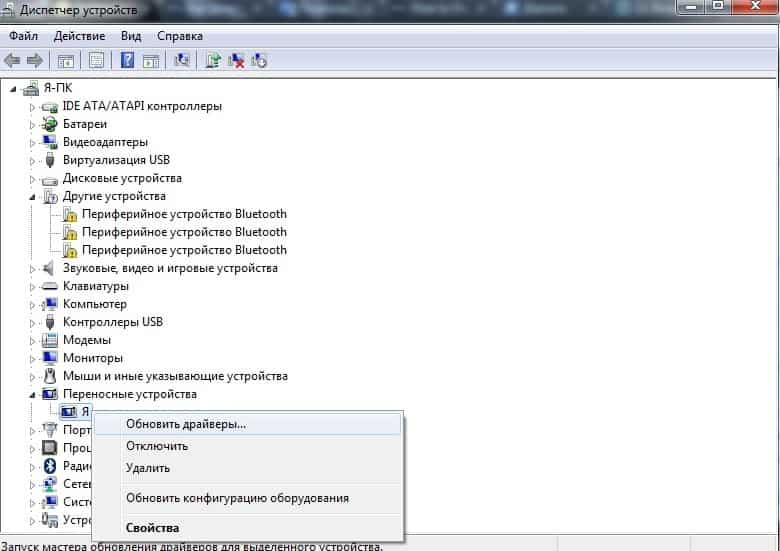 Диспетчер устройств
Файл Действие Вид Справка
Я-ПК
IDE ATA/ATAPI контроллеры
Батареи
Видеоадаптеры
Виртуализация USB
Дисковые устройства
Другие устройства
Периферийное устройство Bluetooth
Периферийное устройство Bluetooth
Периферийное устройство Bluetooth
Звуковые, видео и игровые устройства
Клавиатуры
Компьютер
Контроллеры USB
Модемы
Мониторы
Мыши и иные указывающие устройства
Переносные устройства
Я
Обновить драйверы...
Порт
Отключить
Проц
Удалить
Радио
Сете
Обновить конфигурацию оборудования
Сист
Устро
Свойства
Запуск мастера обновления драйверов для выделенного устройства.